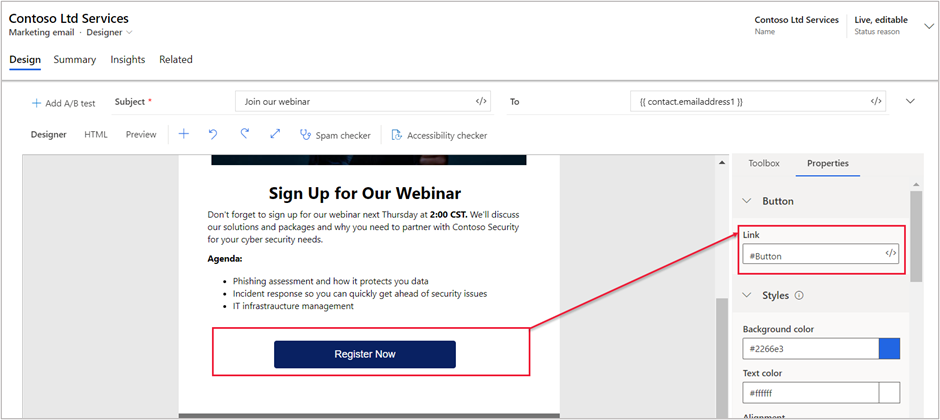 Contoso Ltd Services
Marketing email · Designer
Contoso Ltd Services
Name
Live, editable
Status reason
Design Summary Insights Related
Add A/B test
Subject *
Join our webinar </>
To
{{ contact.emailaddress1 }} </>
Designer HTML Preview Spam checker Accessibility checker
Toolbox Properties
Sign Up for Our Webinar
Don't forget to sign up for our webinar next Thursday at 2:00 CST. We'll discuss
our solutions and packages and why you need to partner with Contoso Security
for your cyber security needs.
Agenda:
• Phishing assessment and how it protects you data
• Incident response so you can quickly get ahead of security issues
• IT infrastraucture management
Register Now
Button
Link
#Button </>
Styles
Background color
#2266e3
Text color
#ffffff
Alignment